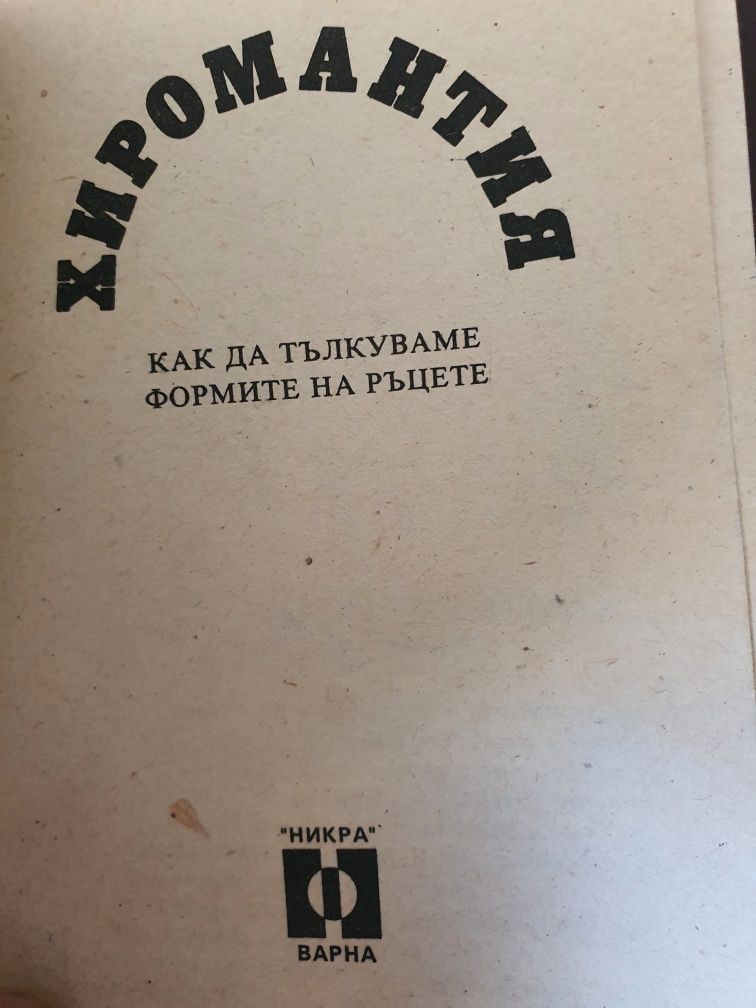 ХИРОМАНТИЯ
КАК ДА ТЪЛКУВАМЕ
ФОРМИТЕ НА РЪЦЕТЕ
"НИКРА"
ВАРНА